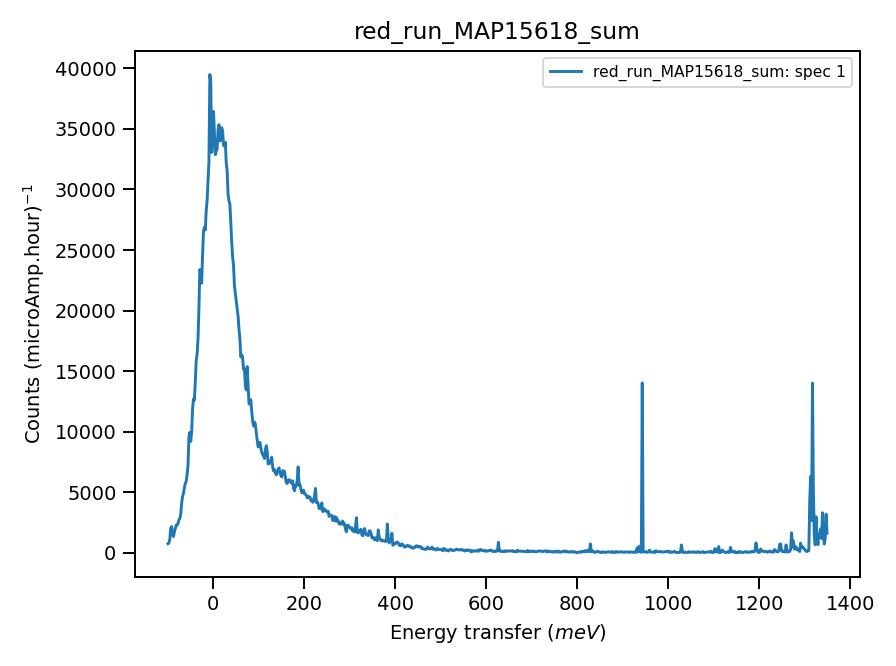 red_run_MAP15618_sum
red_run_MAP15618_sum: spec 1
Counts (microAmp.hour)⁻¹
40000
35000
30000
25000
20000
15000
10000
5000
0
0 200 400 600 800 1000 1200 1400
Energy transfer (meV)